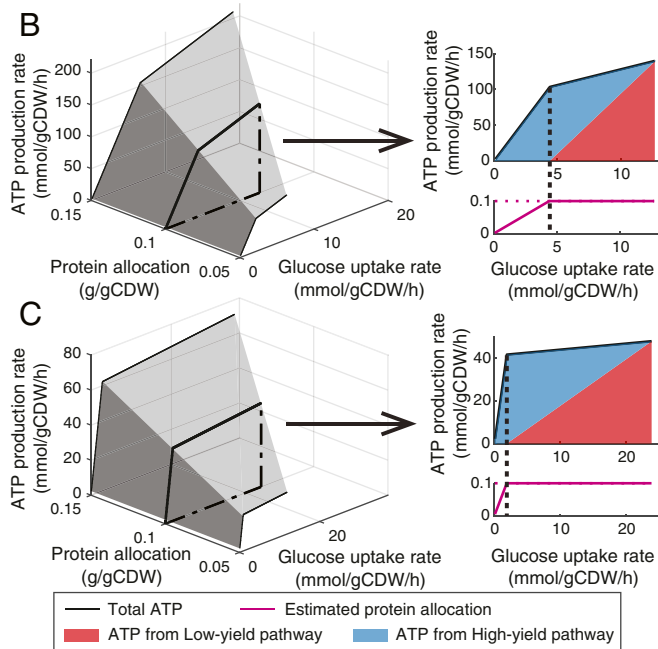 B
ATP production rate
(mmol/gCDW/h)
200
150
100
50
0
0.15
0.1
0.05
Protein allocation
(g/gCDW)
0
10
20
Glucose uptake rate
(mmol/gCDW/h)
ATP production rate
(mmol/gCDW/h)
150
100
50
0
0
5
10
0.1
0
0
5
10
Glucose uptake rate
(mmol/gCDW/h)
C
ATP production rate
(mmol/gCDW/h)
80
60
40
20
0
0.15
0.1
0.05
Protein allocation
(g/gCDW)
0
20
Glucose uptake rate
(mmol/gCDW/h)
ATP production rate
(mmol/gCDW/h)
40
20
0
0
10
20
0.1
0
0
10
20
Glucose uptake rate
(mmol/gCDW/h)
Total ATP
Estimated protein allocation
ATP from Low-yield pathway
ATP from High-yield pathway